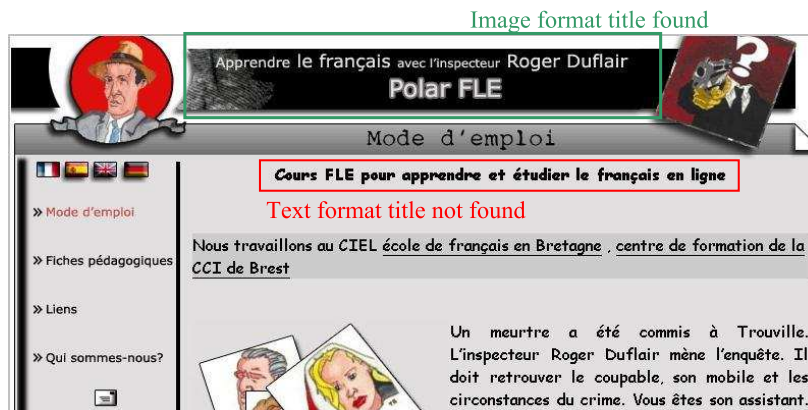 Image format title found
Apprendre le français avec l'inspecteur Roger Duflair
Polar FLE
?
Mode d'emploi
Cours FLE pour apprendre et étudier le français en ligne
Text format title not found
» Mode d'emploi
» Fiches pédagogiques
» Liens
» Qui sommes-nous?
Nous travaillons au CIEL école de français en Bretagne , centre de formation de la
CCI de Brest
Un meurtre a été commis à Trouville.
L'inspecteur Roger Duflair mène l'enquête. Il
doit retrouver le coupable, son mobile et les
circonstances du crime. Vous êtes son assistant.